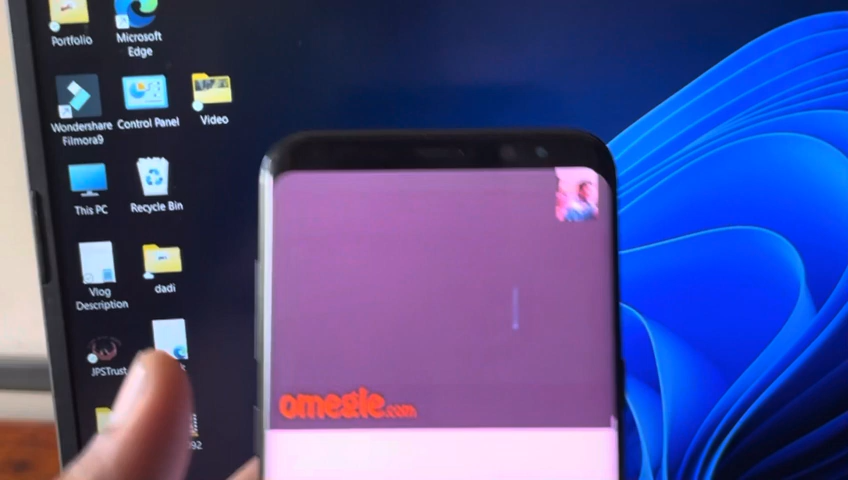 Portfolio
Microsoft
Edge
Wondershare
Filmora9
Control Panel
Video
This PC
Recycle Bin
Vlog
Description
dadi
JPSTrust
omegle.com